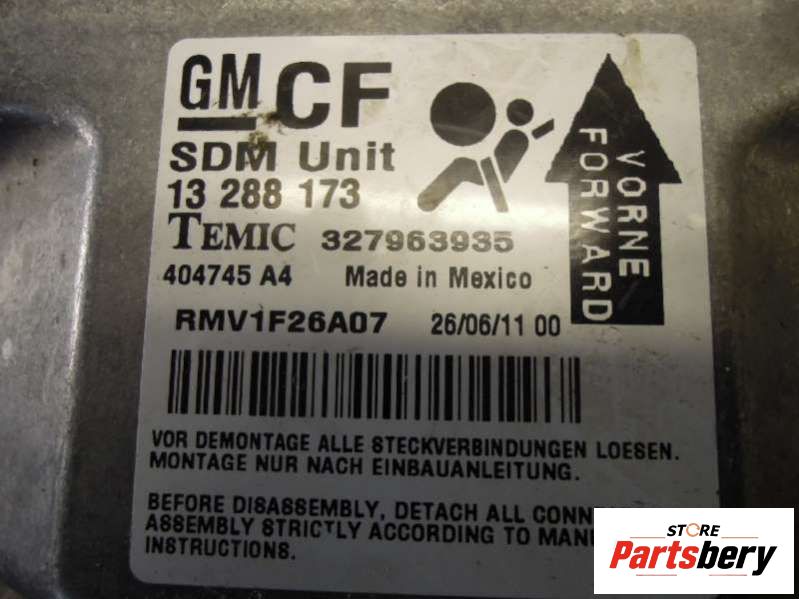 GM CF
SDM Unit
13 288 173
TEMIC 327963935
404745 A4 Made in Mexico
RMV1F26A07 26/06/11 00
VORNE
FORWARD
VOR DEMONTAGE ALLE STECKVERBINDUNGEN LOESEN.
MONTAGE NUR NACH EINBAUANLEITUNG.
BEFORE DISASSEMBLY, DETACH ALL
ASSEMBLY STRICTLY ACCORDING TO
INSTRUCTIONS.
STORE
Partsbery